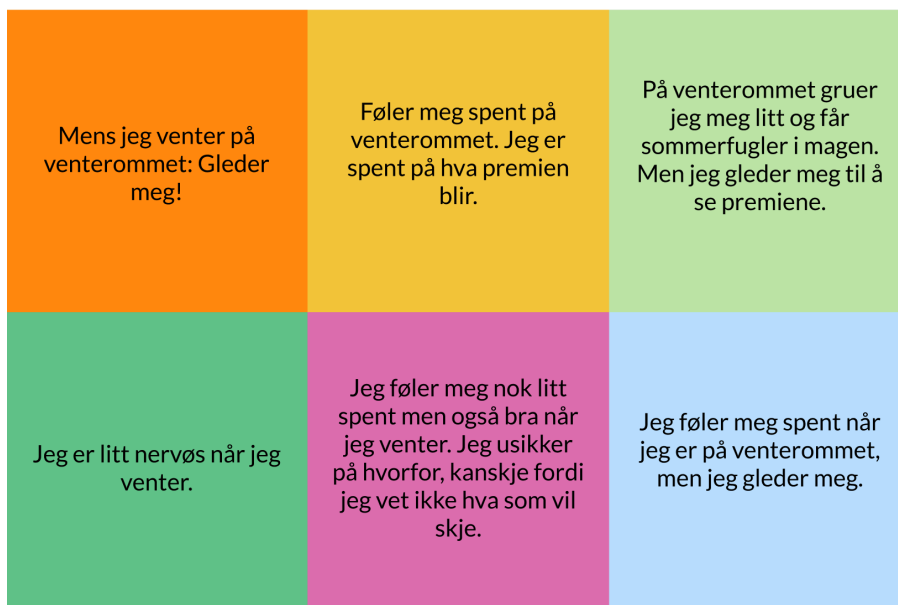 Mens jeg venter på
venterommet: Gleder
meg!
Føler meg spent på
venterommet. Jeg er
spent på hva premien
blir.
På venterommet gruer
jeg meg litt og får
sommerfugler i magen.
Men jeg gleder meg til å
se premiene.
Jeg er litt nervøs når jeg
venter.
Jeg føler meg nok litt
spent men også bra når
jeg venter. Jeg usikker
på hvorfor, kanskje fordi
jeg vet ikke hva som vil
skje.
Jeg føler meg spent når
jeg er på venterommet,
men jeg gleder meg.